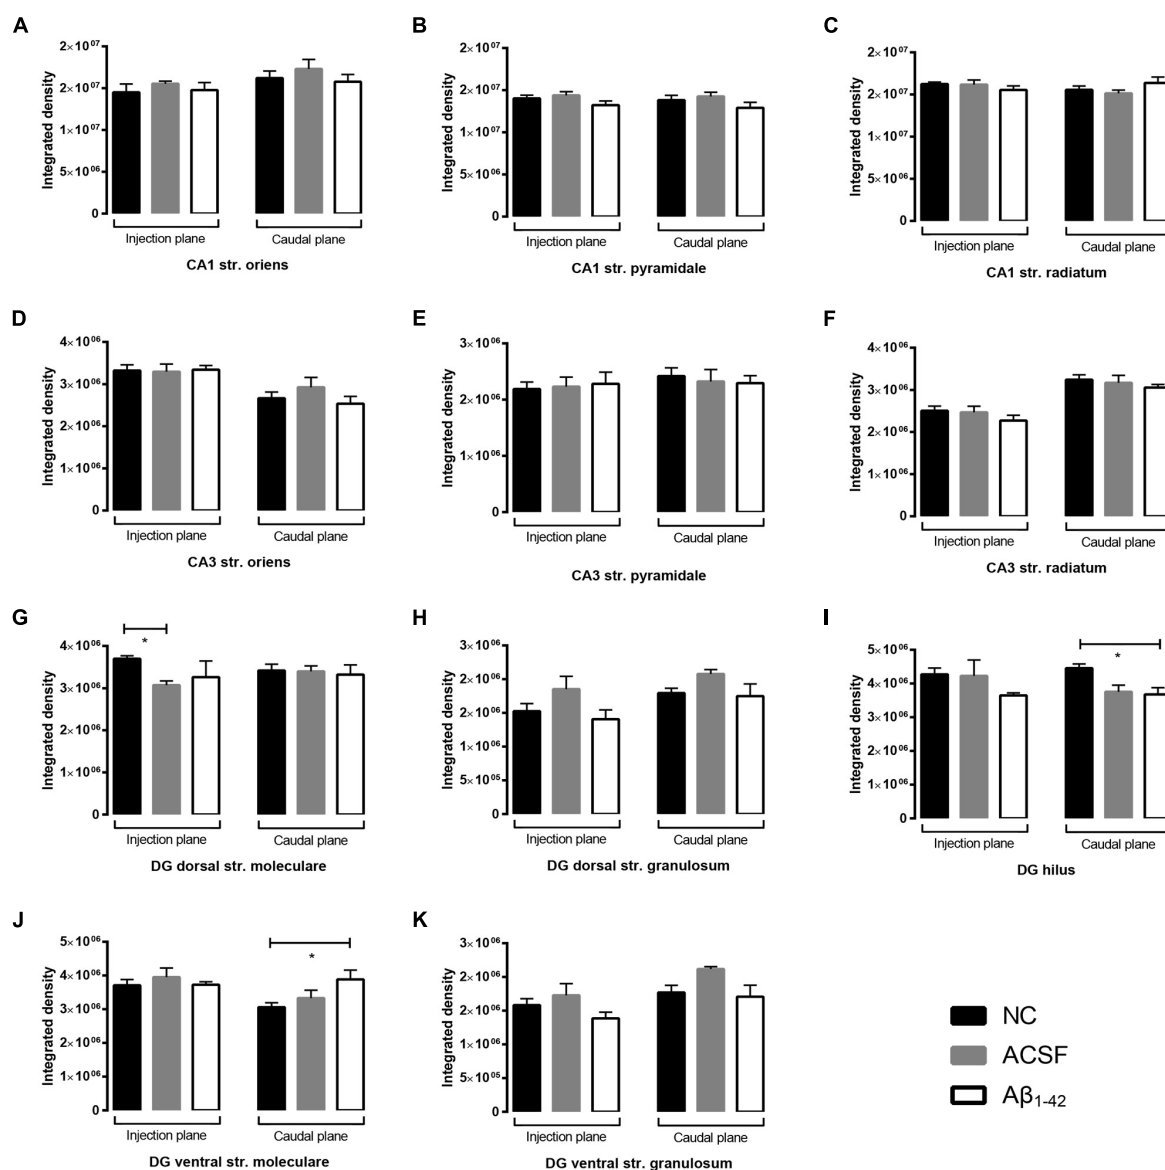 A
Integrated density
2×10⁰⁷
2×10⁰⁷
1×10⁰⁷
5×10⁰⁶
0
Injection plane
Caudal plane
CA1 str. oriens
B
Integrated density
2×10⁰⁷
2×10⁰⁷
1×10⁰⁷
5×10⁰⁶
0
Injection plane
Caudal plane
CA1 str. pyramidale
C
Integrated density
2×10⁰⁷
2×10⁰⁷
1×10⁰⁷
5×10⁰⁶
0
Injection plane
Caudal plane
CA1 str. radiatum
D
Integrated density
4×10⁰⁶
3×10⁰⁶
2×10⁰⁶
1×10⁰⁶
0
Injection plane
Caudal plane
CA3 str. oriens
E
Integrated density
3×10⁰⁶
2×10⁰⁶
1×10⁰⁶
0
Injection plane
Caudal plane
CA3 str. pyramidale
F
Integrated density
4×10⁰⁶
3×10⁰⁶
2×10⁰⁶
1×10⁰⁶
0
Injection plane
Caudal plane
CA3 str. radiatum
G
Integrated density
4×10⁰⁶
3×10⁰⁶
2×10⁰⁶
1×10⁰⁶
0
*
Injection plane
Caudal plane
DG dorsal str. moleculare
H
Integrated density
3×10⁰⁶
2×10⁰⁶
2×10⁰⁶
1×10⁰⁶
5×10⁰⁵
0
Injection plane
Caudal plane
DG dorsal str. granulosum
I
Integrated density
5×10⁰⁶
4×10⁰⁶
3×10⁰⁶
2×10⁰⁶
1×10⁰⁶
0
*
Injection plane
Caudal plane
DG hilus
J
Integrated density
5×10⁰⁶
4×10⁰⁶
3×10⁰⁶
2×10⁰⁶
1×10⁰⁶
0
*
Injection plane
Caudal plane
DG ventral str. moleculare
K
Integrated density
3×10⁰⁶
2×10⁰⁶
2×10⁰⁶
1×10⁰⁶
5×10⁰⁵
0
Injection plane
Caudal plane
DG ventral str. granulosum
NC
ACSF
Aβ₁₋₄₂